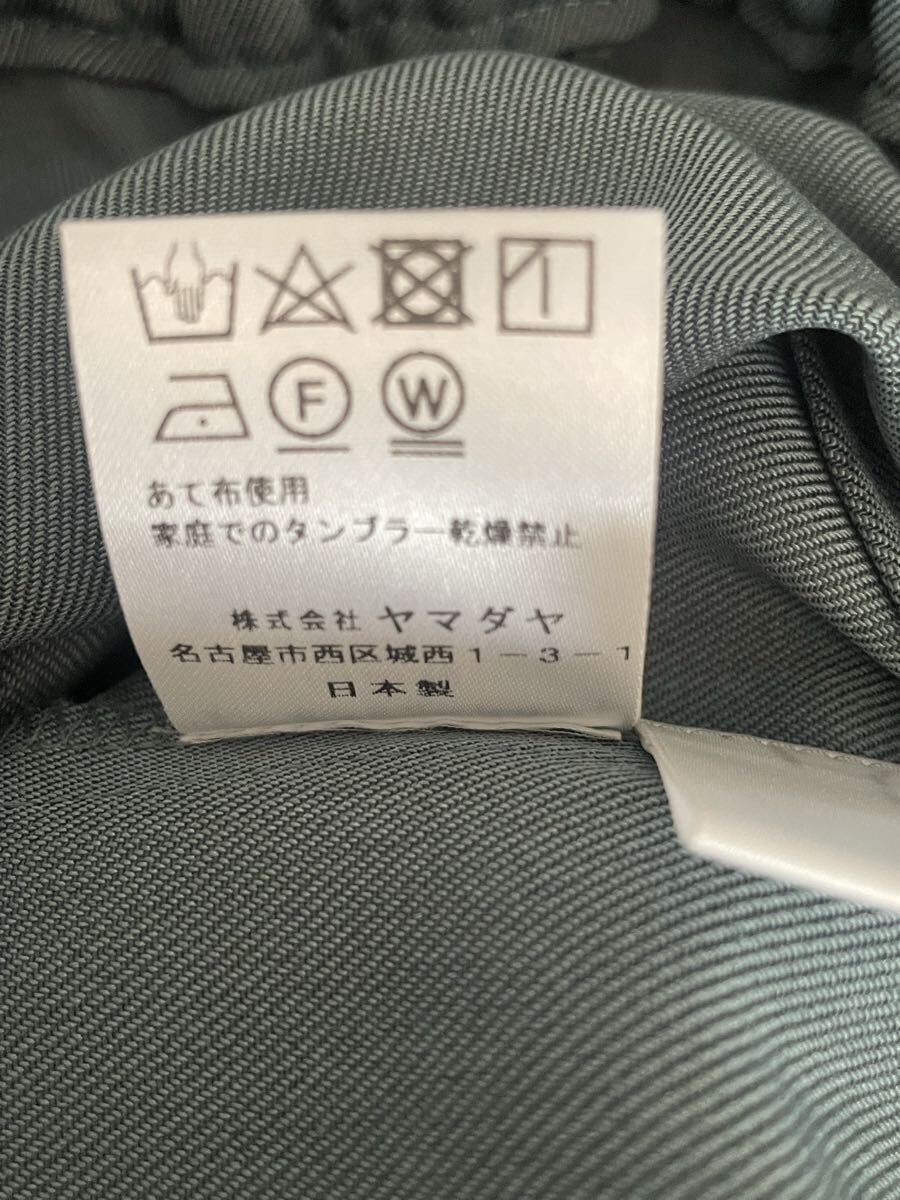 F W
あて布使用
家庭でのタンブラー乾燥禁止
株式会社 ヤマダヤ
名古屋市西区城西1-3-1
日本製